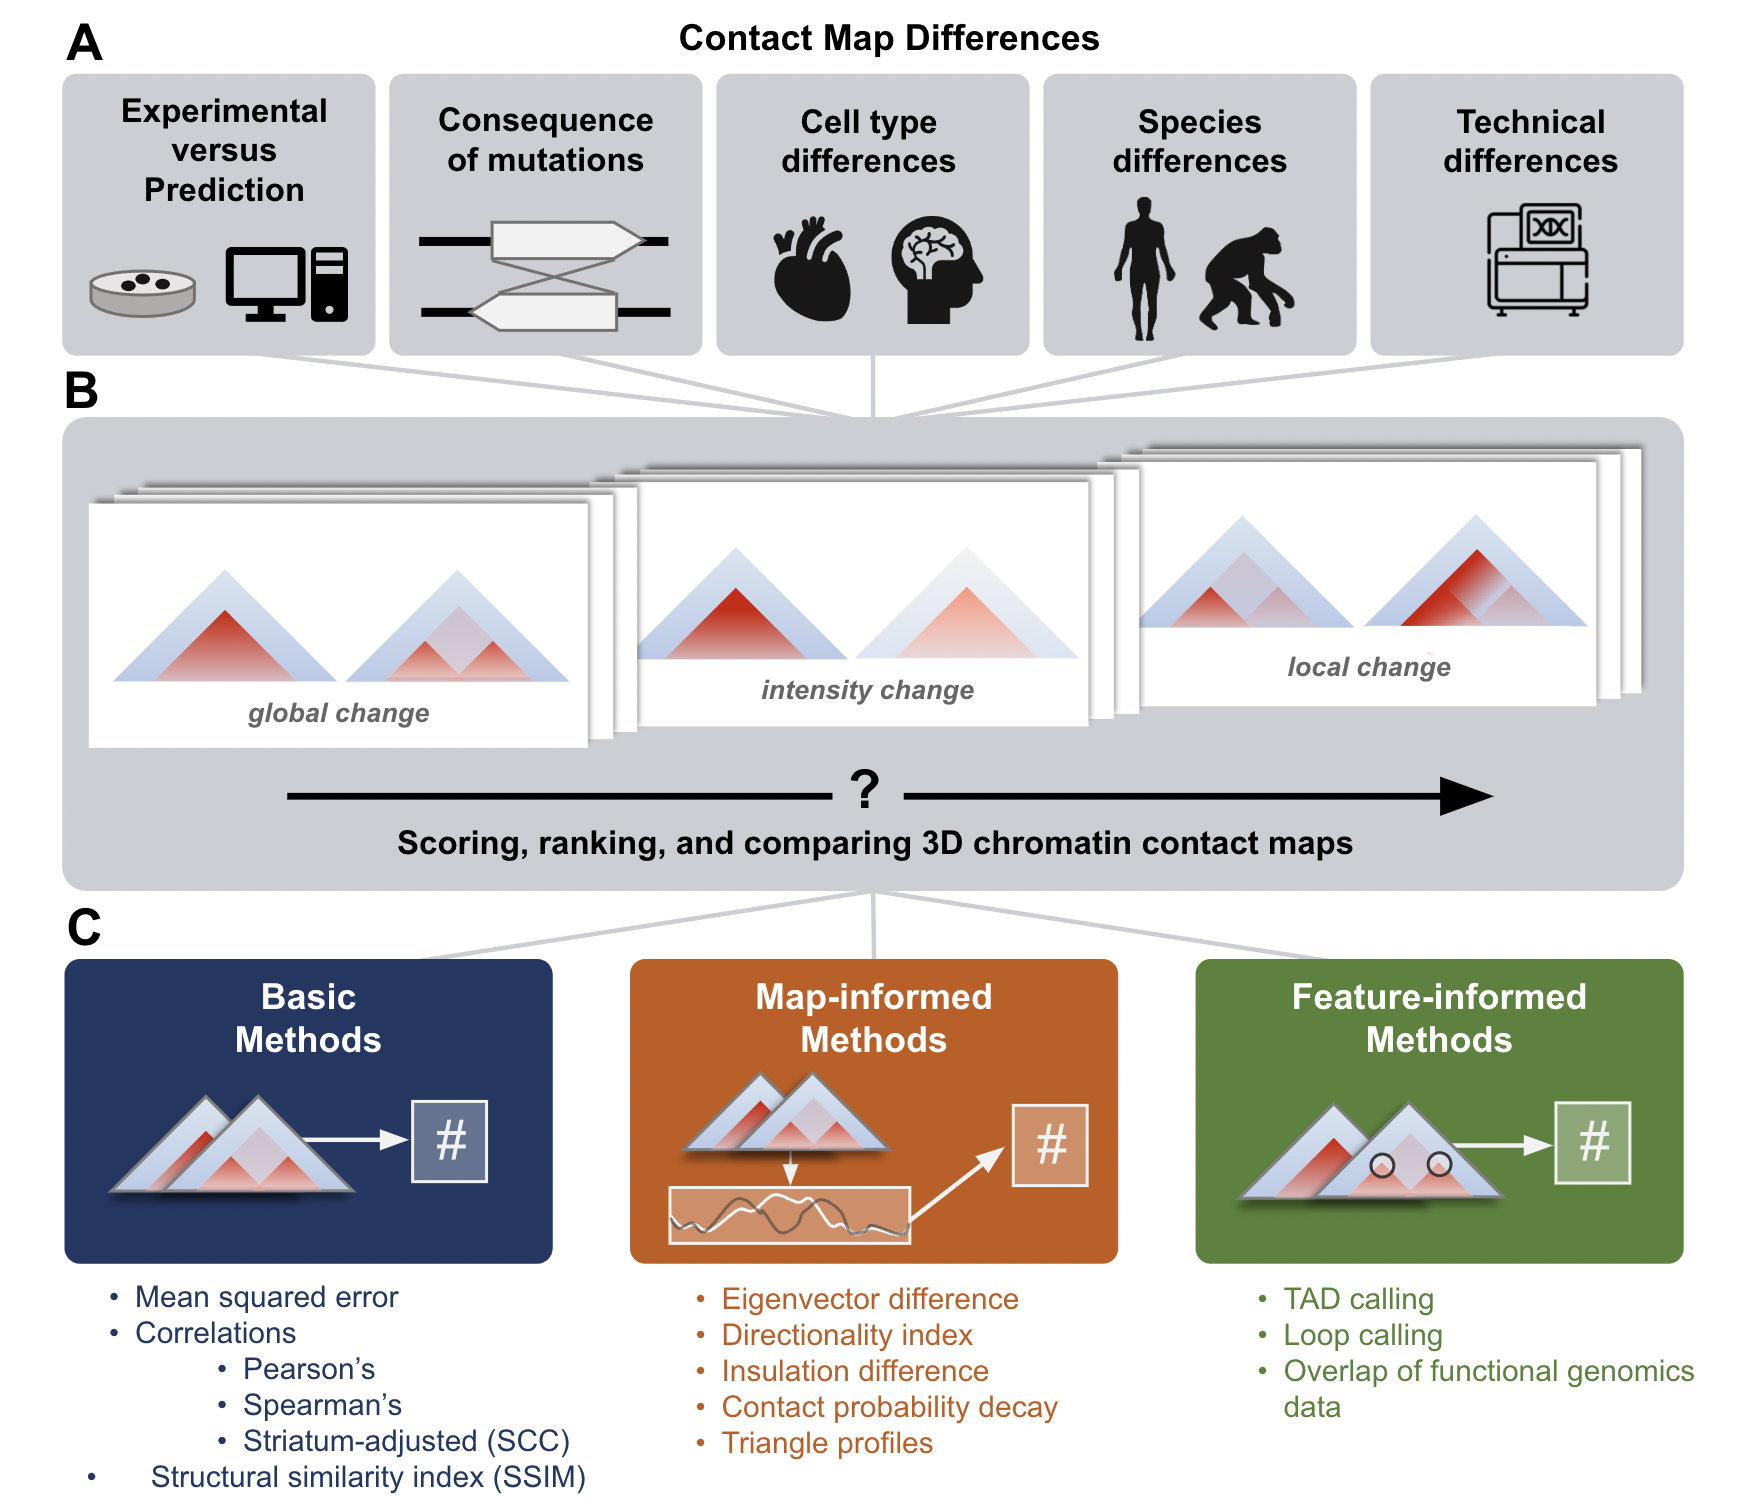 A
Contact Map Differences
Experimental
versus
Prediction
Consequence
of mutations
Cell type
differences
Species
differences
Technical
differences
B
global change
intensity change
local change
?
Scoring, ranking, and comparing 3D chromatin contact maps
C
Basic
Methods
#
Map-informed
Methods
#
Feature-informed
Methods
#
• Mean squared error
• Correlations
• Pearson’s
• Spearman’s
• Striatum-adjusted (SCC)
• Structural similarity index (SSIM)
• Eigenvector difference
• Directionality index
• Insulation difference
• Contact probability decay
• Triangle profiles
• TAD calling
• Loop calling
• Overlap of functional genomics
data